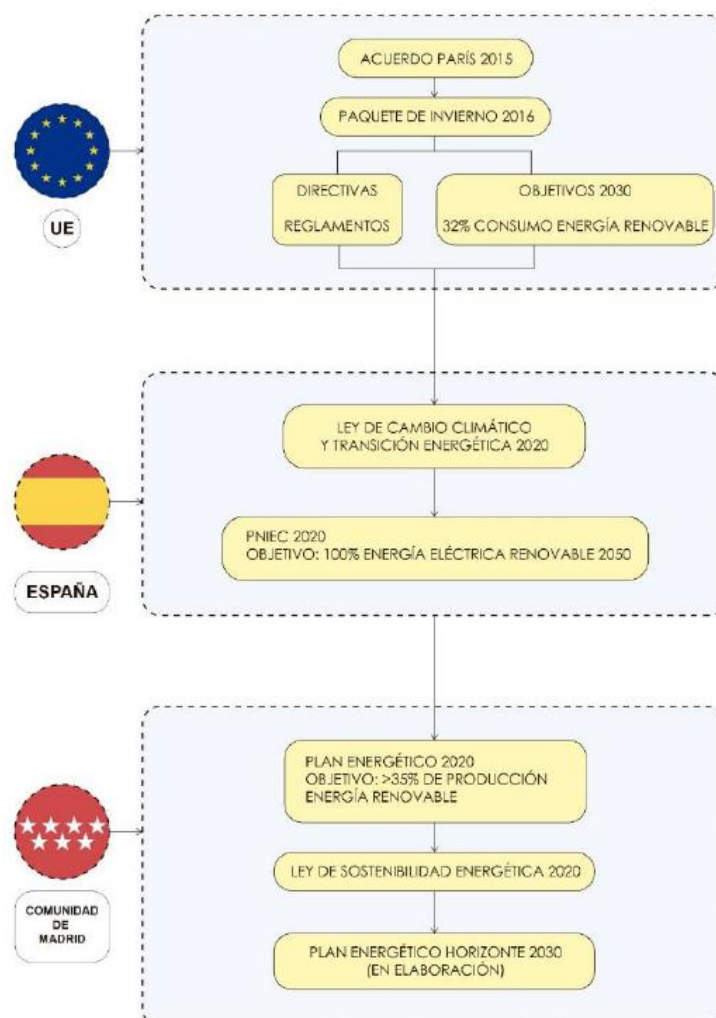 ACUERDO PARÍS 2015
PAQUETE DE INVIERNO 2016
DIRECTIVAS
REGLAMENTOS
OBJETIVOS 2030
32% CONSUMO ENERGÍA RENOVABLE
UE
LEY DE CAMBIO CLIMÁTICO
Y TRANSICIÓN ENERGÉTICA 2020
PNIEC 2020
OBJETIVO: 100% ENERGÍA ELÉCTRICA RENOVABLE 2050
ESPAÑA
PLAN ENERGÉTICO 2020
OBJETIVO: >35% DE PRODUCCIÓN
ENERGÍA RENOVABLE
LEY DE SOSTENIBILIDAD ENERGÉTICA 2020
PLAN ENERGÉTICO HORIZONTE 2030
(EN ELABORACIÓN)
COMUNIDAD
DE
MADRID